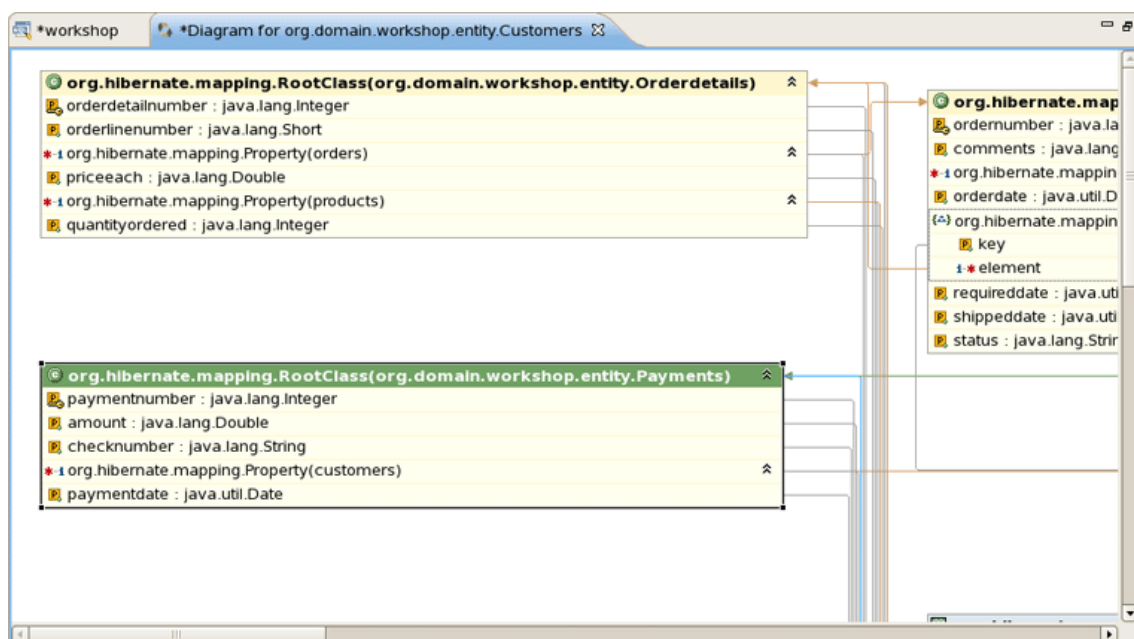 *workshop
*Diagram for org.domain.workshop.entity.Customers
org.hibernate.mapping.RootClass(org.domain.workshop.entity.Orderdetails)
orderdetailnumber : java.lang.Integer
orderlinenumber : java.lang.Short
org.hibernate.mapping.Property(orders)
priceeach : java.lang.Double
org.hibernate.mapping.Property(products)
quantityordered : java.lang.Integer
org.hibernate.map
ordernumber : java.la
comments : java.lang
org.hibernate.mappin
orderdate : java.util.D
org.hibernate.mappin
key
element
requireddate : java.uti
shippeddate : java.uti
status : java.lang.Strin
org.hibernate.mapping.RootClass(org.domain.workshop.entity.Payments)
paymentnumber : java.lang.Integer
amount : java.lang.Double
checknumber : java.lang.String
org.hibernate.mapping.Property(customers)
paymentdate : java.util.Date